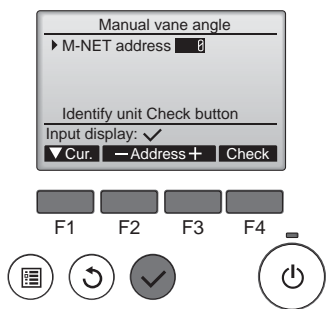 Manual vane angle
▶ M-NET address 0
Identify unit Check button
Input display: ✓
▼ Cur. − Address + Check
F1 F2 F3 F4